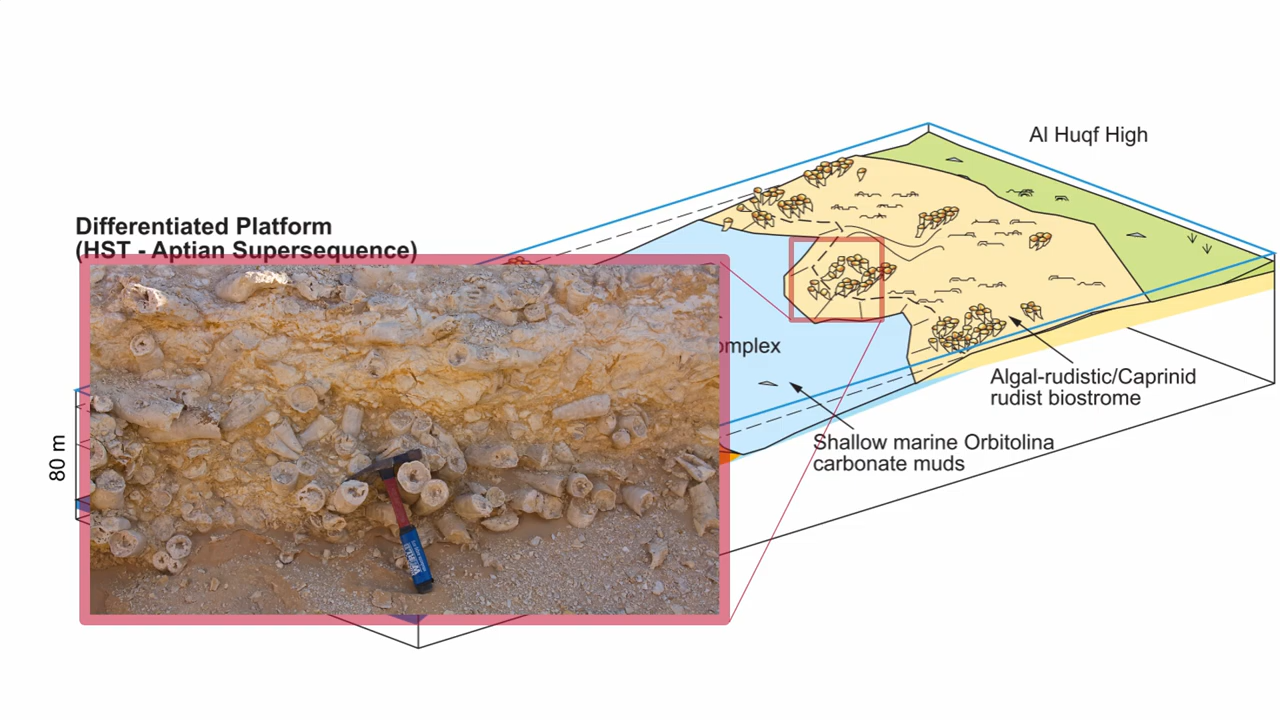 Al Huqf High
Differentiated Platform
(HST - Aptian Supersequence)
omplex
Algal-rudistic/Caprinid
rudist biostrome
Shallow marine Orbitolina
carbonate muds
80 m